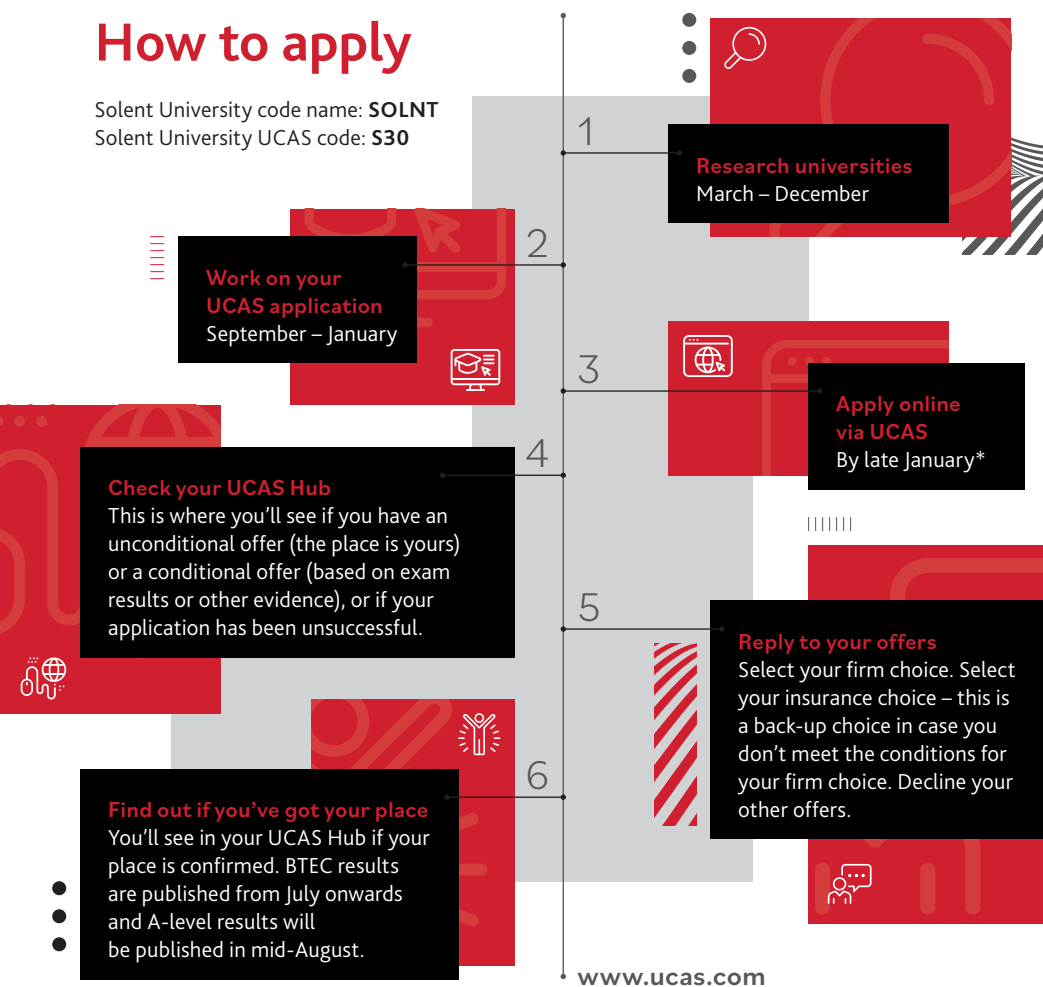 How to apply
Solent University code name: SOLNT
Solent University UCAS code: S30
1
Research universities
March – December
2
Work on your
UCAS application
September – January
3
Apply online
via UCAS
By late January*
4
Check your UCAS Hub
This is where you’ll see if you have an
unconditional offer (the place is yours)
or a conditional offer (based on exam
results or other evidence), or if your
application has been unsuccessful.
5
Reply to your offers
Select your firm choice. Select
your insurance choice – this is
a back-up choice in case you
don’t meet the conditions for
your firm choice. Decline your
other offers.
6
Find out if you’ve got your place
You’ll see in your UCAS Hub if your
place is confirmed. BTEC results
are published from July onwards
and A-level results will
be published in mid-August.
www.ucas.com